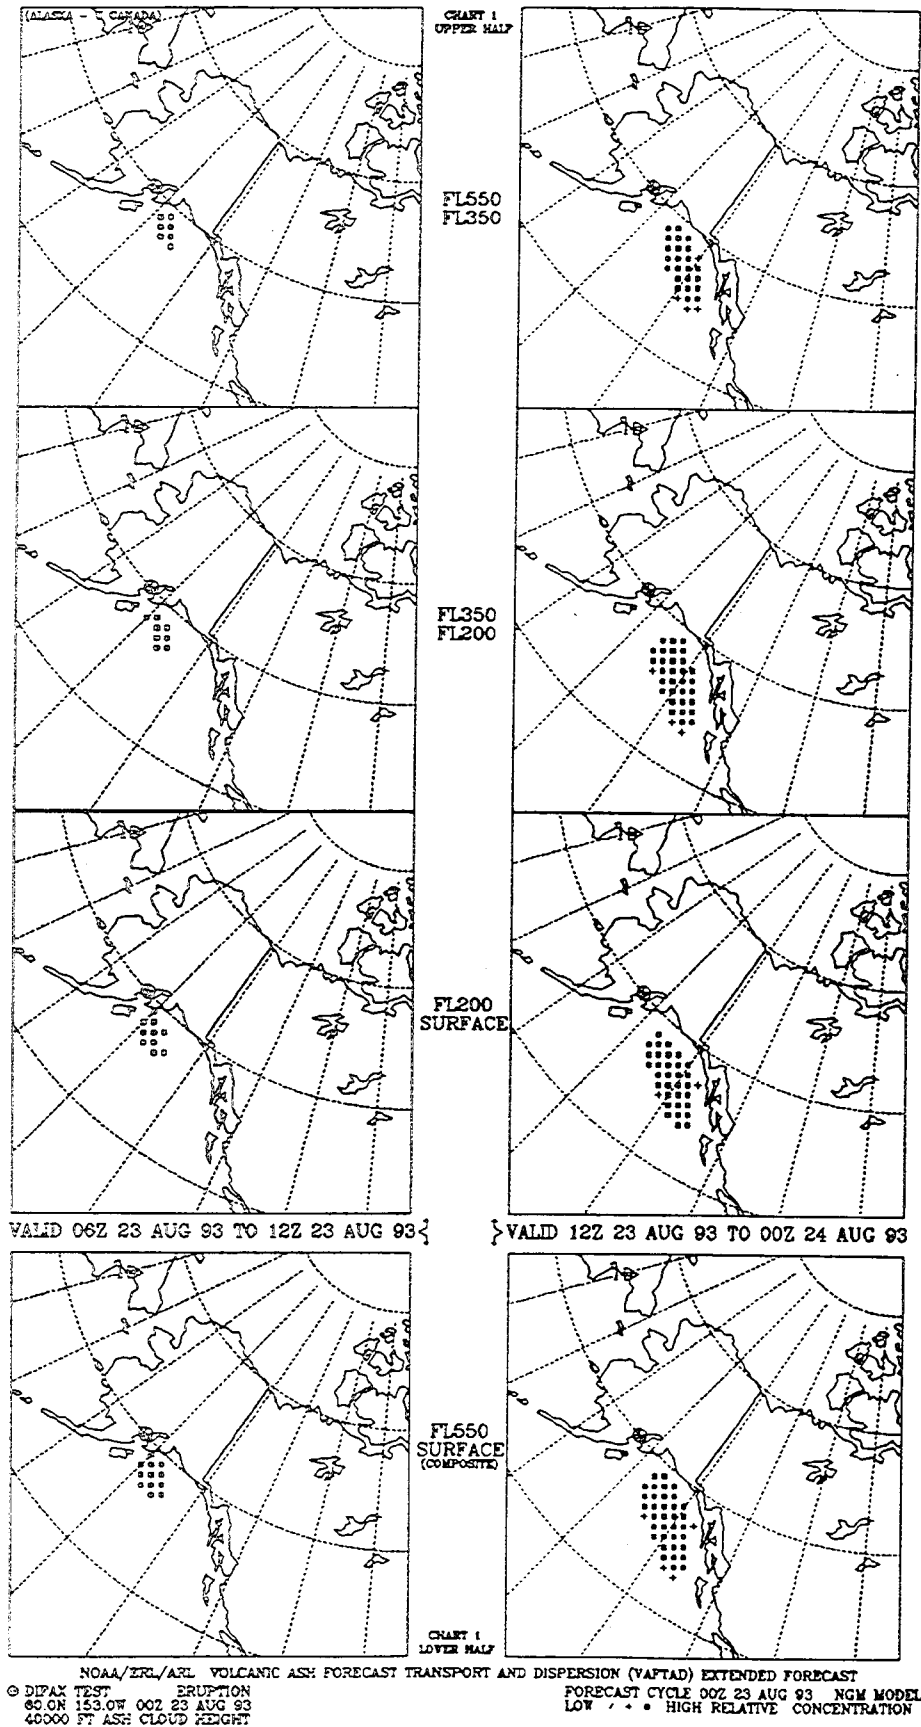 (ALASKA - CANADA)
CHART 1
UPPER HALF
FL550
FL350
FL350
FL200
FL200
SURFACE
VALID 06Z 23 AUG 93 TO 12Z 23 AUG 93{
}VALID 12Z 23 AUG 93 TO 00Z 24 AUG 93
FL550
SURFACE
(COMPOSITE)
CHART 1
LOWER HALF
NOAA/ERL/ARL VOLCANIC ASH FORECAST TRANSPORT AND DISPERSION (VAFTAD) EXTENDED FORECAST
DIFAX TEST ERUPTION
60.0N 153.0W 00Z 23 AUG 93
40000 FT ASH CLOUD HEIGHT
FORECAST CYCLE 00Z 23 AUG 93 NGM MODEL
LOW / + ■ HIGH RELATIVE CONCENTRATION